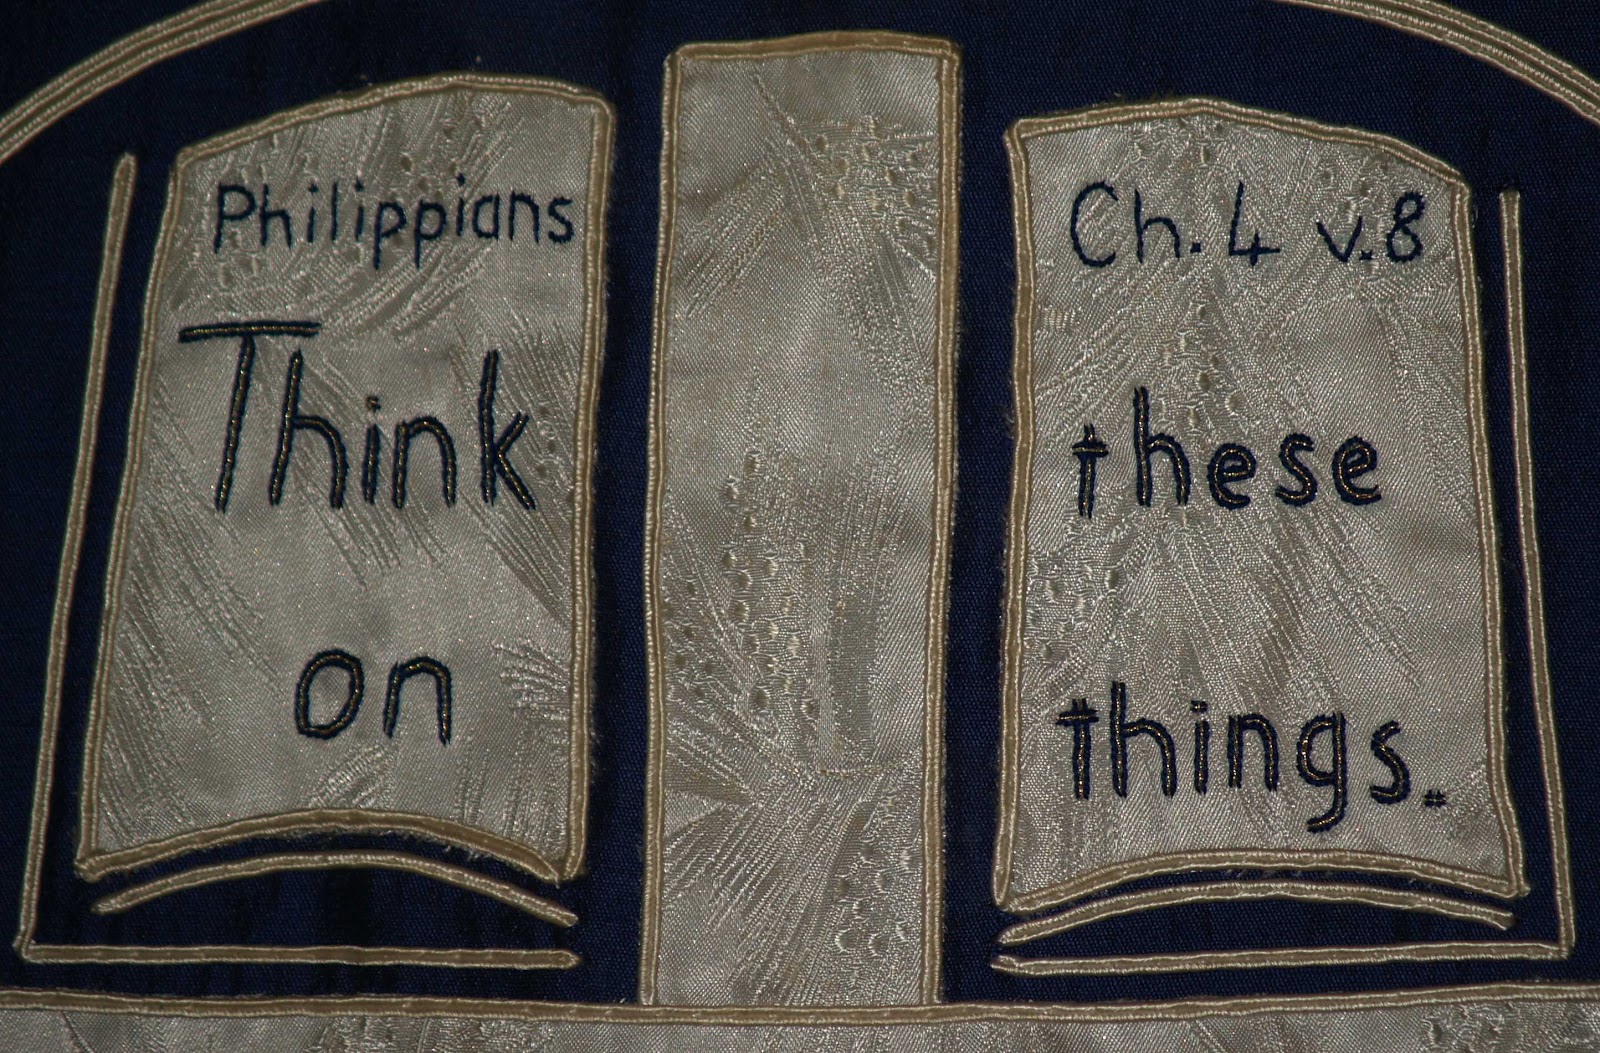 Philippians
Think
on
Ch. 4 v. 8
these
things.